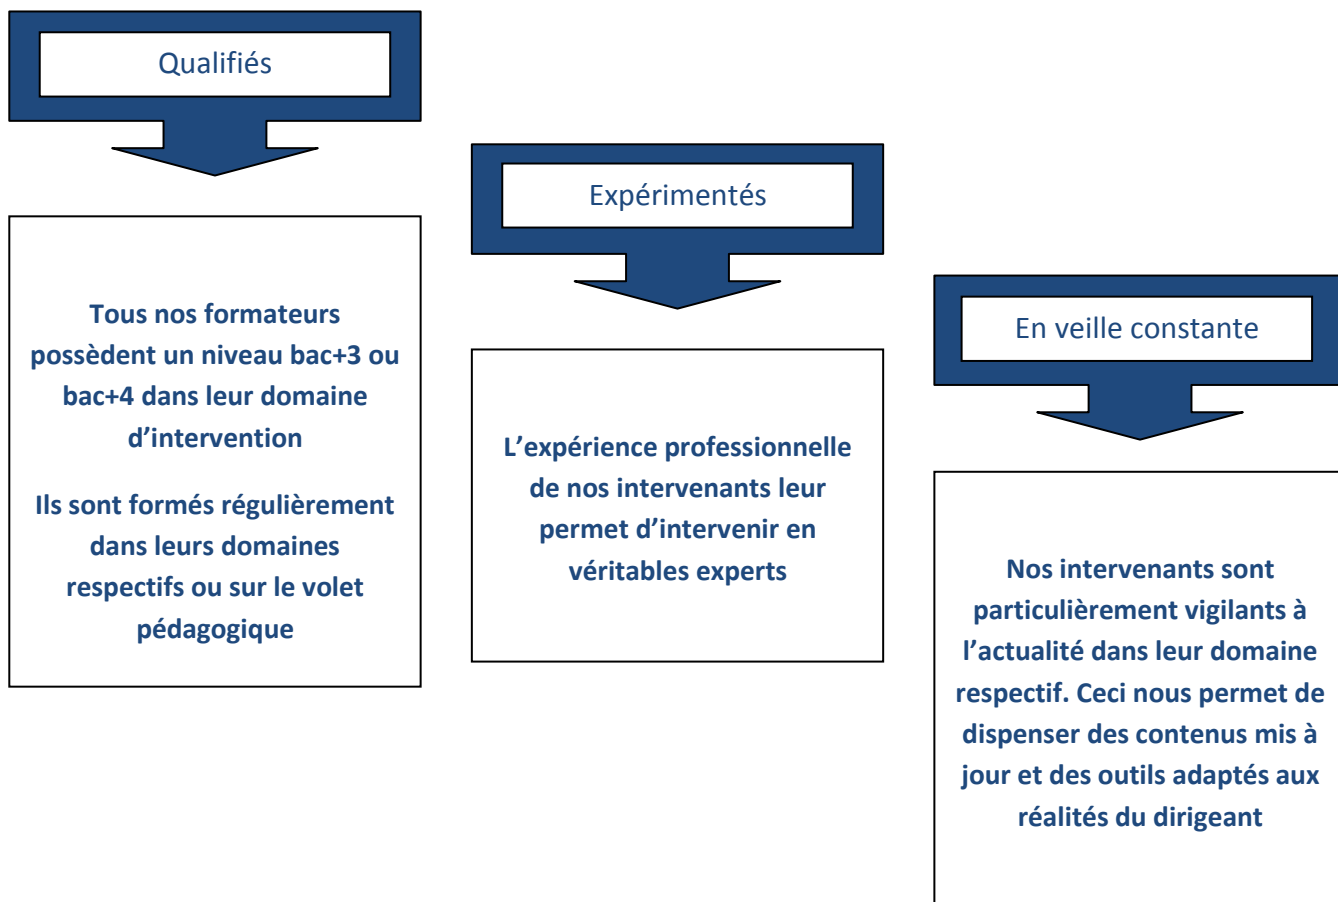 Qualifiés
Tous nos formateurs
possèdent un niveau bac+3 ou
bac+4 dans leur domaine
d’intervention
Ils sont formés régulièrement
dans leurs domaines
respectifs ou sur le volet
pédagogique
Expérimentés
L’expérience professionnelle
de nos intervenants leur
permet d’intervenir en
véritables experts
En veille constante
Nos intervenants sont
particulièrement vigilants à
l’actualité dans leur domaine
respectif. Ceci nous permet de
dispenser des contenus mis à
jour et des outils adaptés aux
réalités du dirigeant